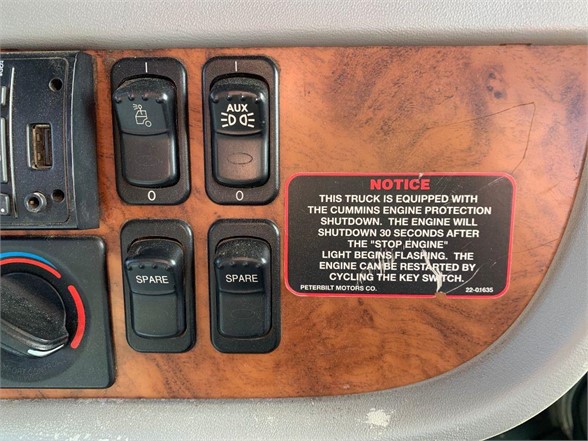 I
I
AUX
0
0
SPARE
SPARE
NOTICE
THIS TRUCK IS EQUIPPED WITH
THE CUMMINS ENGINE PROTECTION
SHUTDOWN. THE ENGINE WILL
SHUTDOWN 30 SECONDS AFTER
THE "STOP ENGINE"
LIGHT BEGINS FLASHING. THE
ENGINE CAN BE RESTARTED BY
CYCLING THE KEY SWITCH.
PETERBILT MOTORS CO. 22-01635